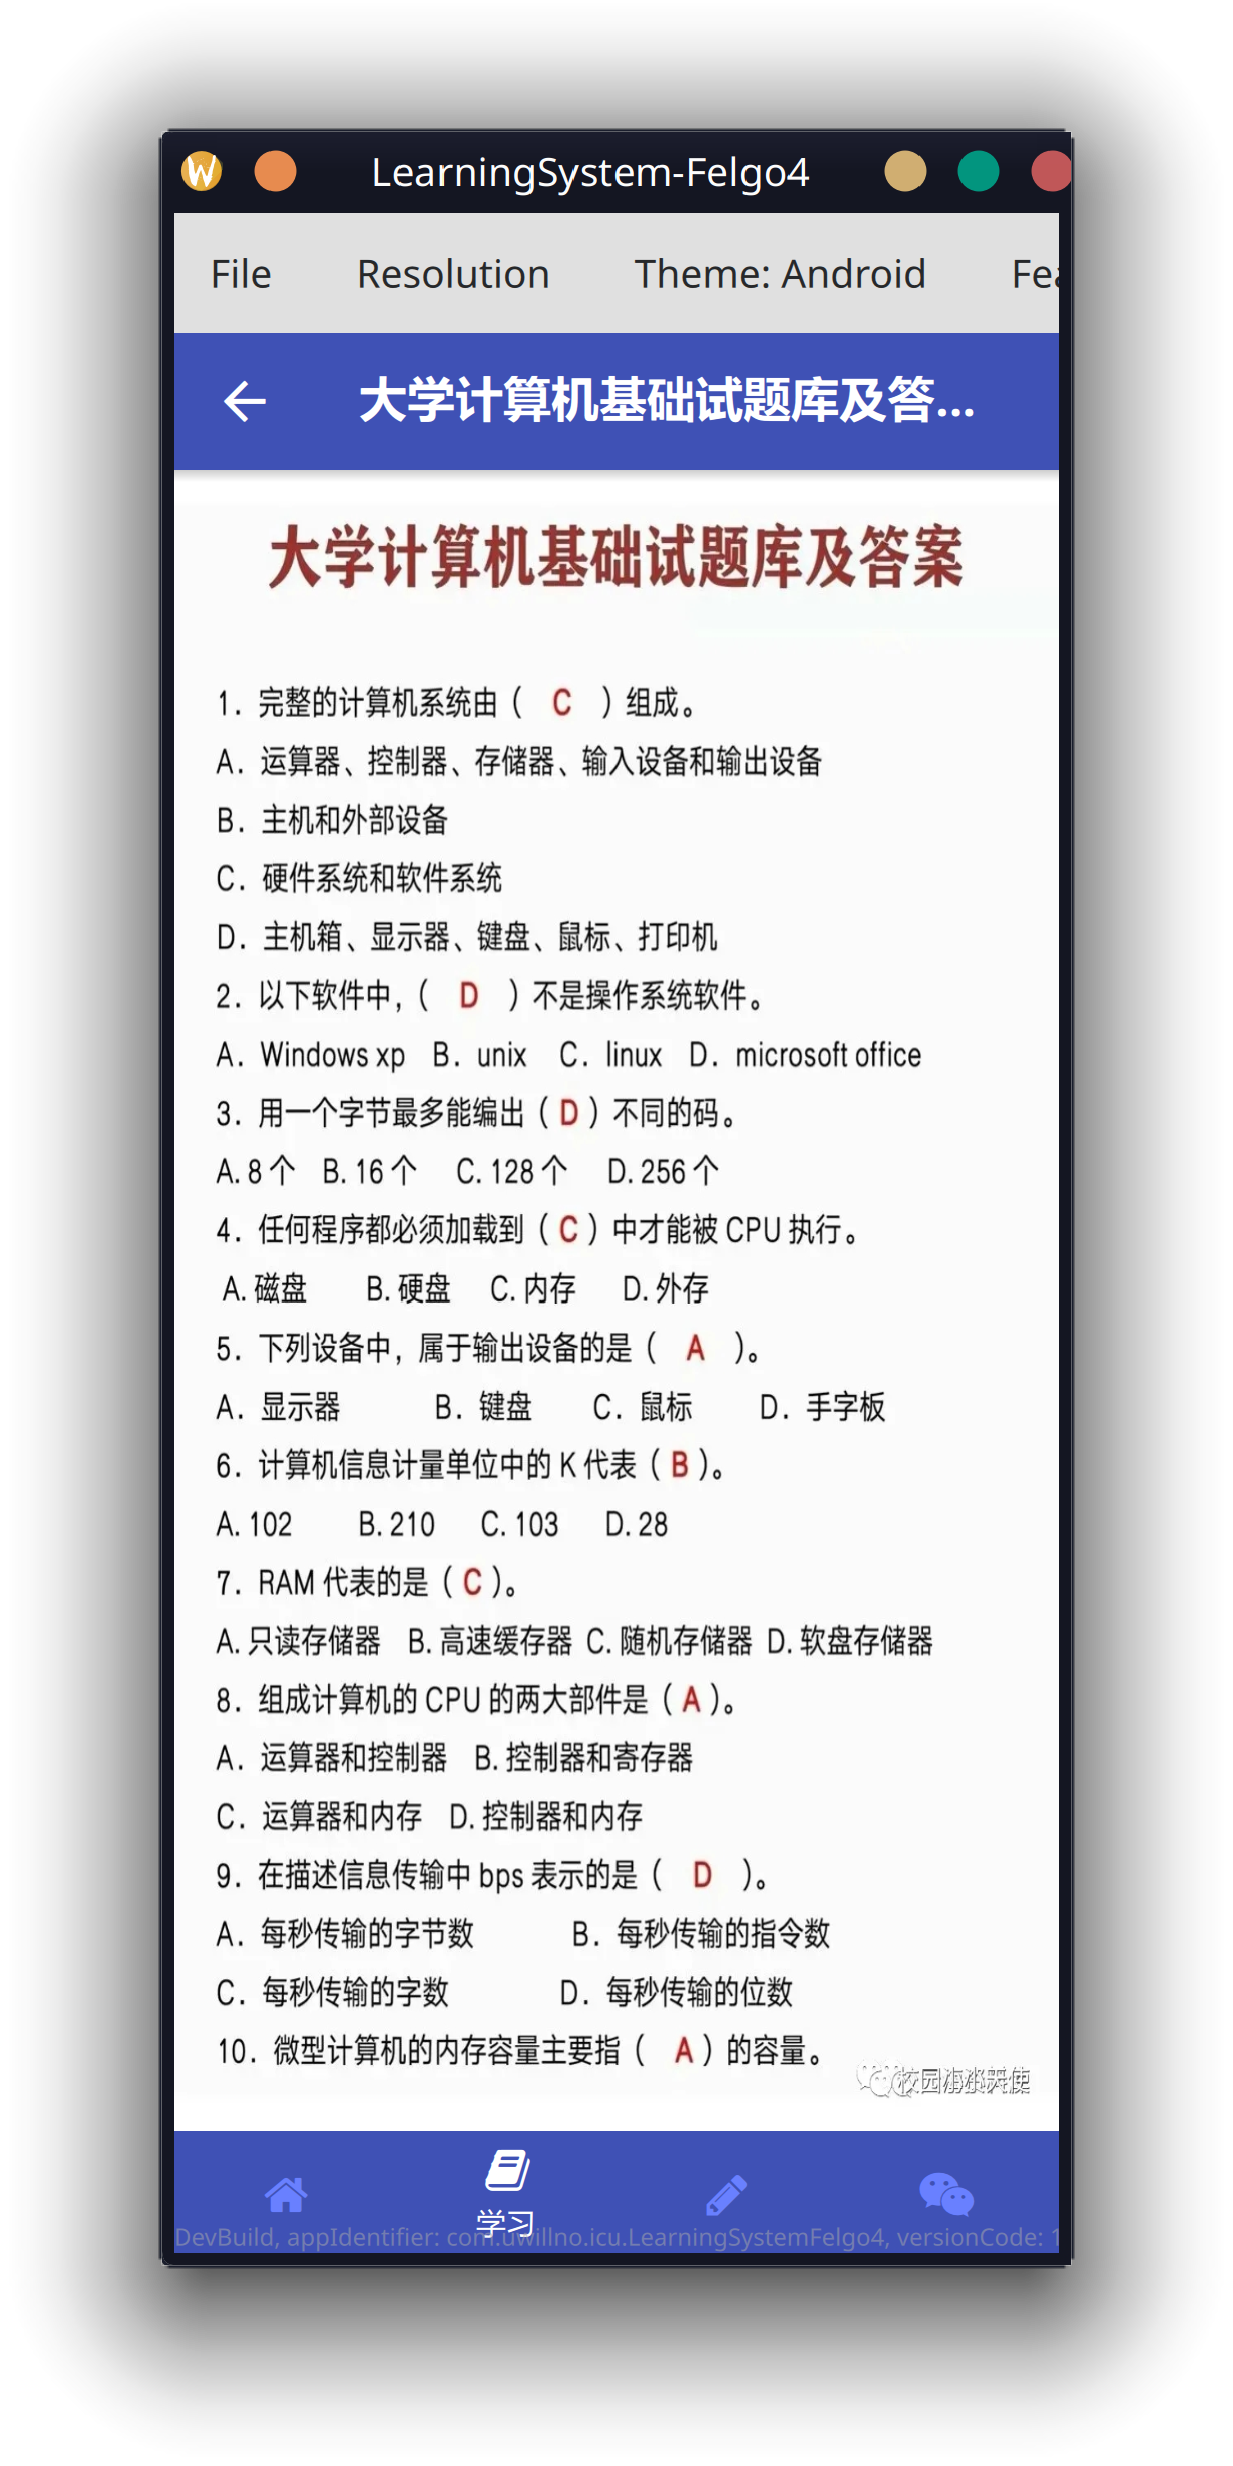 LearningSystem-Felgo4
File Resolution Theme: Android Fea
大学计算机基础试题库及答...
大学计算机基础试题库及答案
1. 完整的计算机系统由（ C ）组成。
A. 运算器、控制器、存储器、输入设备和输出设备
B. 主机和外部设备
C. 硬件系统和软件系统
D. 主机箱、显示器、键盘、鼠标、打印机
2. 以下软件中,（ D ）不是操作系统软件。
A. Windows xp B. unix C. linux D. microsoft office
3. 用一个字节最多能编出（ D ）不同的码。
A. 8 个 B. 16 个 C. 128 个 D. 256 个
4. 任何程序都必须加载到（ C ）中才能被 CPU 执行。
A. 磁盘 B. 硬盘 C. 内存 D. 外存
5. 下列设备中，属于输出设备的是（ A ）。
A. 显示器 B. 键盘 C. 鼠标 D. 手字板
6. 计算机信息计量单位中的 K 代表（ B ）。
A. 102 B. 210 C. 103 D. 28
7. RAM 代表的是（ C ）。
A. 只读存储器 B. 高速缓存器 C. 随机存储器 D. 软盘存储器
8. 组成计算机的 CPU 的两大部件是（ A ）。
A. 运算器和控制器 B. 控制器和寄存器
C. 运算器和内存 D. 控制器和内存
9. 在描述信息传输中 bps 表示的是（ D ）。
A. 每秒传输的字节数 B. 每秒传输的指令数
C. 每秒传输的字数 D. 每秒传输的位数
10. 微型计算机的内存容量主要指（ A ）的容量。
学习
DevBuild, appIdentifier: com.uwillno.icu.LearningSystemFelgo4, versionCode: 1